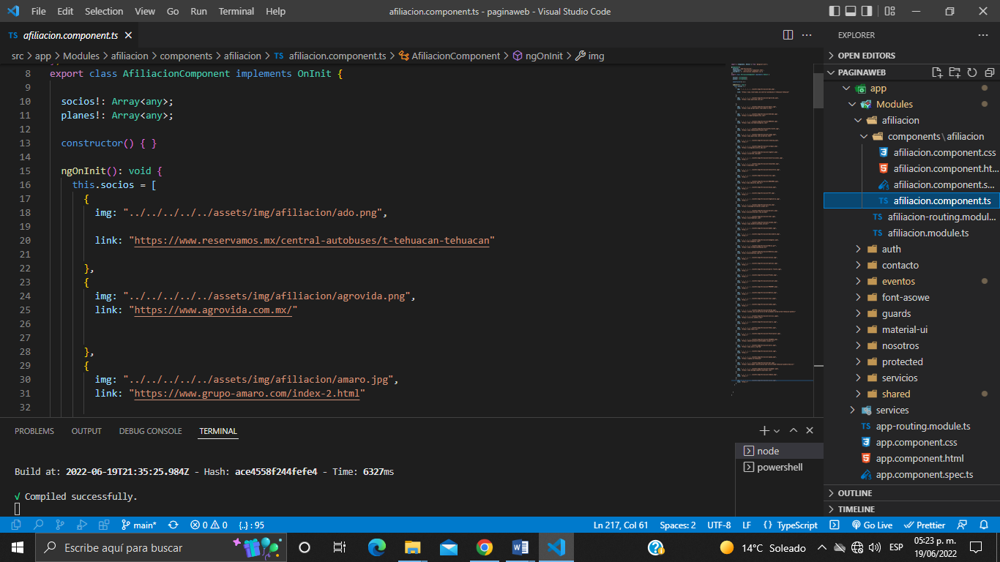 File Edit Selection View Go Run Terminal Help
afiliacion.component.ts - paginaweb - Visual Studio Code
TS afiliacion.component.ts
src > app > Modules > afiliacion > components > afiliacion > TS afiliacion.component.ts > AfiliacionComponent > ngOnInit > img
8 export class AfiliacionComponent implements OnInit {
9
10 socios!: Array<any>;
11 planes!: Array<any>;
12
13 constructor() { }
14
15 ngOnInit(): void {
16 this.socios = [
17 {
18 img: "../../../../../assets/img/afiliacion/ado.png",
19
20 link: "https://www.reservamos.mx/central-autobuses/t-tehuacan-tehuacan"
21
22 },
23 {
24 img: "../../../../../assets/img/afiliacion/agrovida.png",
25 link: "https://www.agrovida.com.mx/"
26
27
28 },
29 {
30 img: "../../../../../assets/img/afiliacion/amaro.jpg",
31 link: "https://www.grupo-amaro.com/index-2.html"
32
EXPLORER
OPEN EDITORS
PAGINAWEB
app
Modules
afiliacion
components\afiliacion
afiliacion.component.css
afiliacion.component.ht...
afiliacion.component.s...
TS afiliacion.component.ts
TS afiliacion-routing.modul...
TS afiliacion.module.ts
auth
contacto
eventos
font-asowe
guards
material-ui
nosotros
protected
servicios
shared
services
TS app-routing.module.ts
app.component.css
app.component.html
app.component.spec.ts
OUTLINE
TIMELINE
PROBLEMS OUTPUT DEBUG CONSOLE TERMINAL
node
powershell
Build at: 2022-06-19T21:35:25.984Z - Hash: ace4558f244fefe4 - Time: 6327ms
√ Compiled successfully.
main* 0 0 {..} : 95
Ln 217, Col 61 Spaces: 2 UTF-8 LF {} TypeScript Go Live Prettier
Escribe aquí para buscar
14°C Soleado ESP
05:23 p. m.
19/06/2022